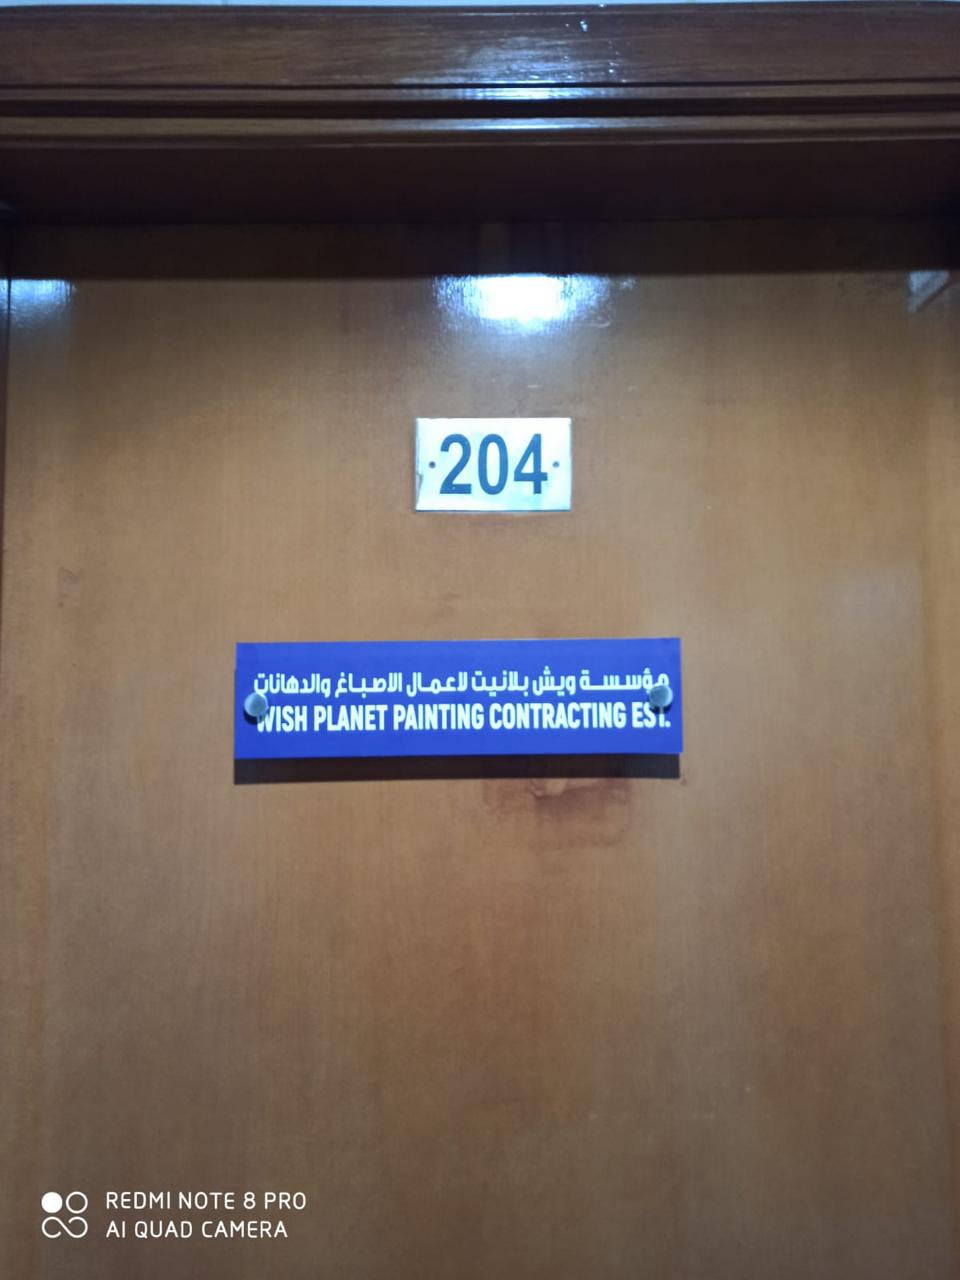 204
مؤسسة ويش بلانيت لاعمال الاصباغ والدهانات
WISH PLANET PAINTING CONTRACTING EST.
REDMI NOTE 8 PRO
AI QUAD CAMERA